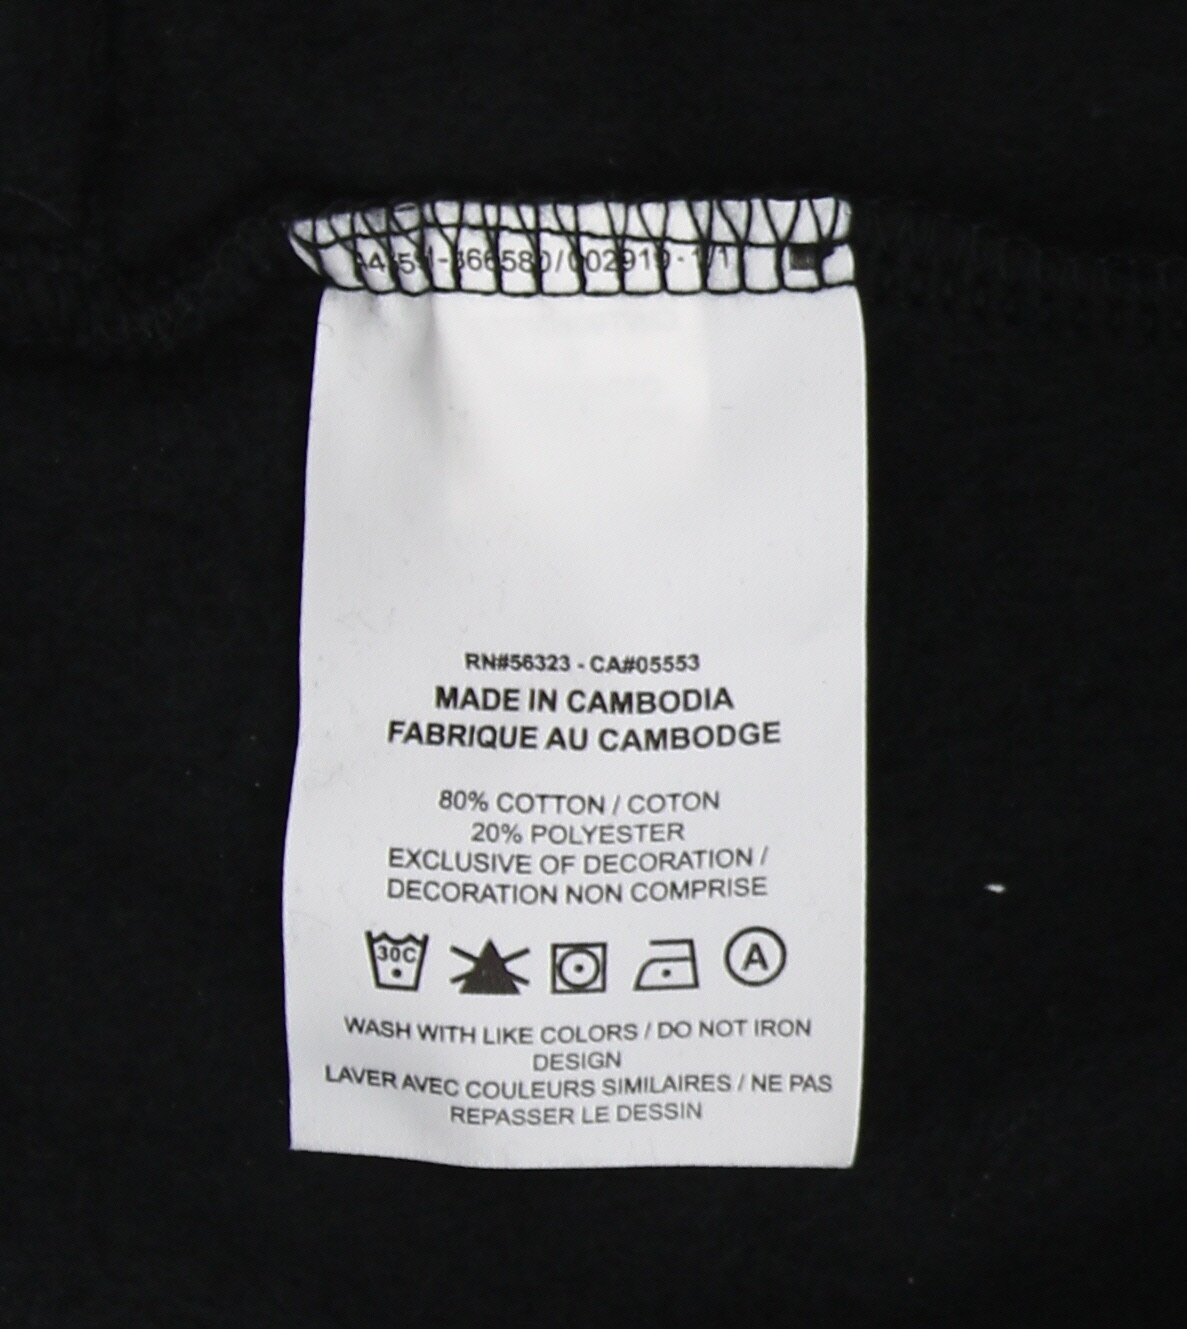 RN#56323 - CA#05553
MADE IN CAMBODIA
FABRIQUE AU CAMBODGE
80% COTTON / COTON
20% POLYESTER
EXCLUSIVE OF DECORATION /
DECORATION NON COMPRISE
30C
A
WASH WITH LIKE COLORS / DO NOT IRON
DESIGN
LAVER AVEC COULEURS SIMILAIRES / NE PAS
REPASSER LE DESSIN